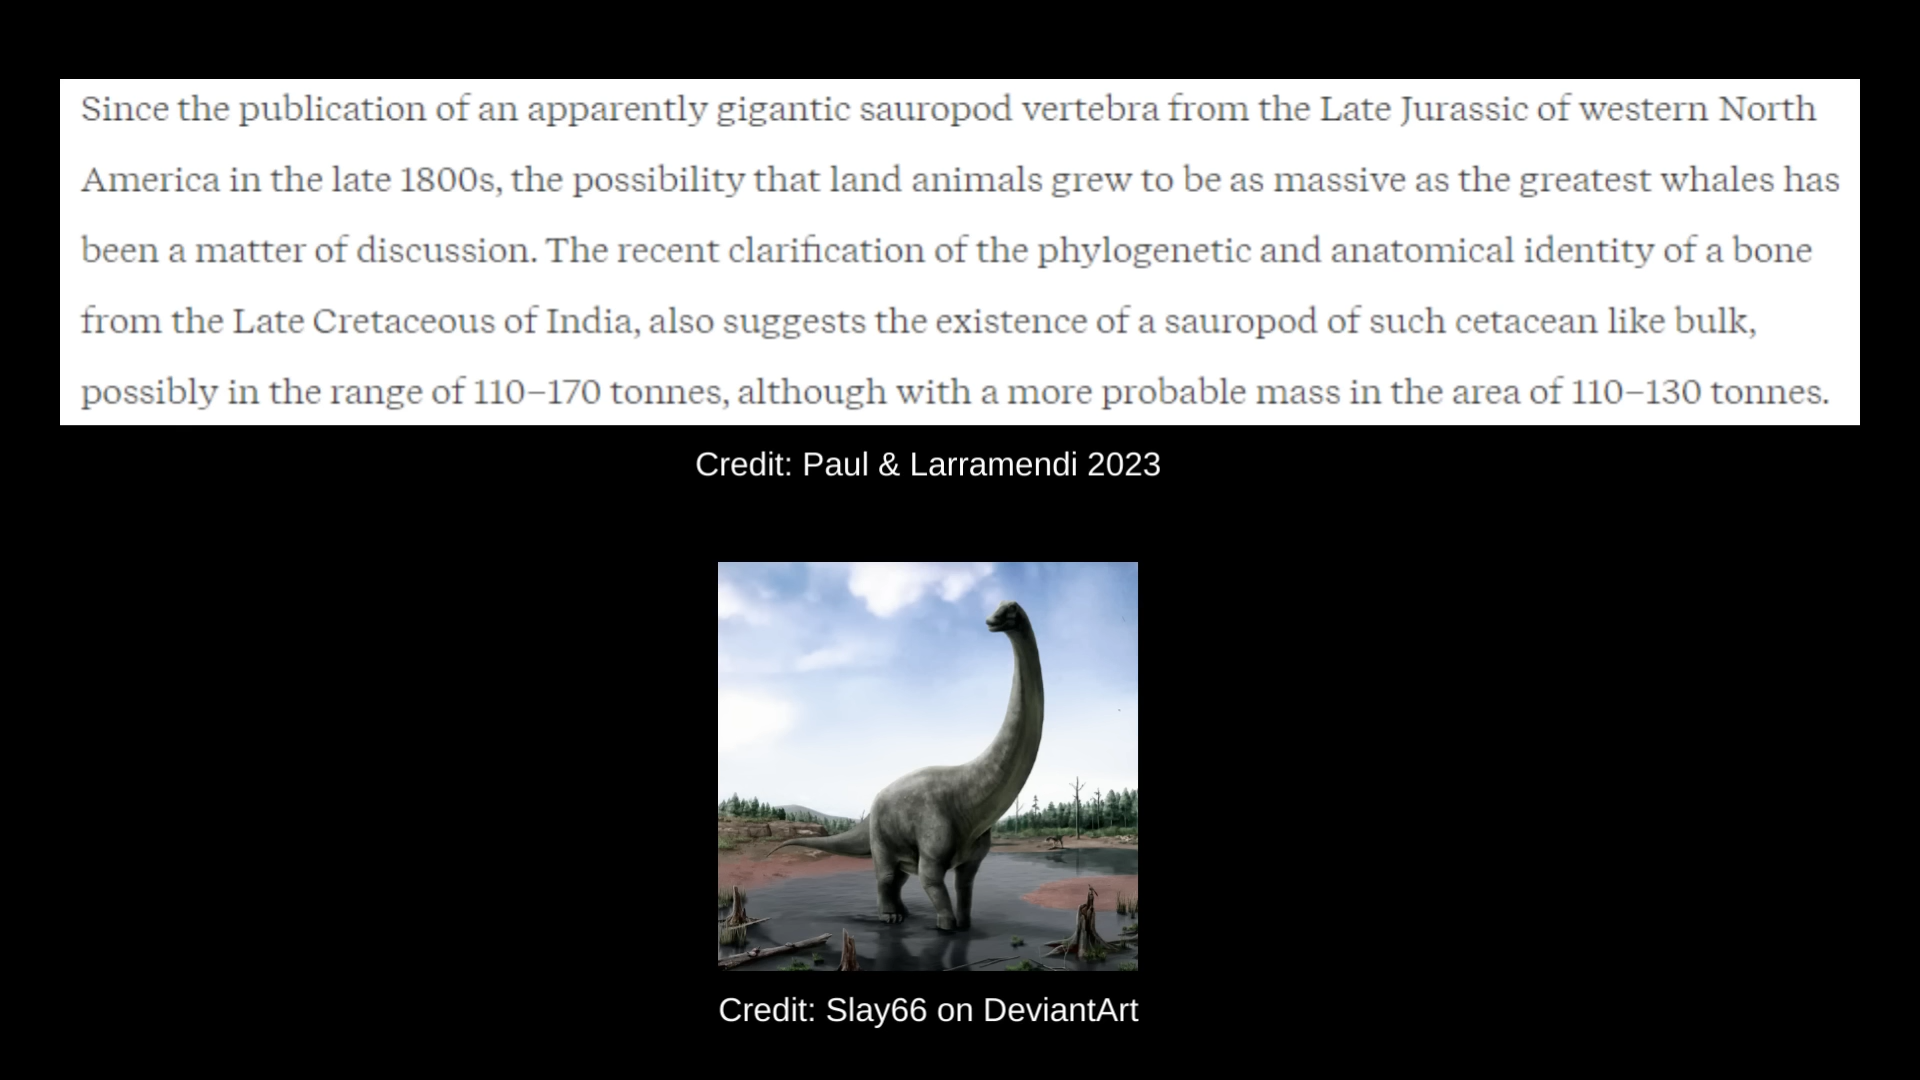 Since the publication of an apparently gigantic sauropod vertebra from the Late Jurassic of western North
America in the late 1800s, the possibility that land animals grew to be as massive as the greatest whales has
been a matter of discussion. The recent clarification of the phylogenetic and anatomical identity of a bone
from the Late Cretaceous of India, also suggests the existence of a sauropod of such cetacean like bulk,
possibly in the range of 110–170 tonnes, although with a more probable mass in the area of 110–130 tonnes.
Credit: Paul & Larramendi 2023
Credit: Slay66 on DeviantArt